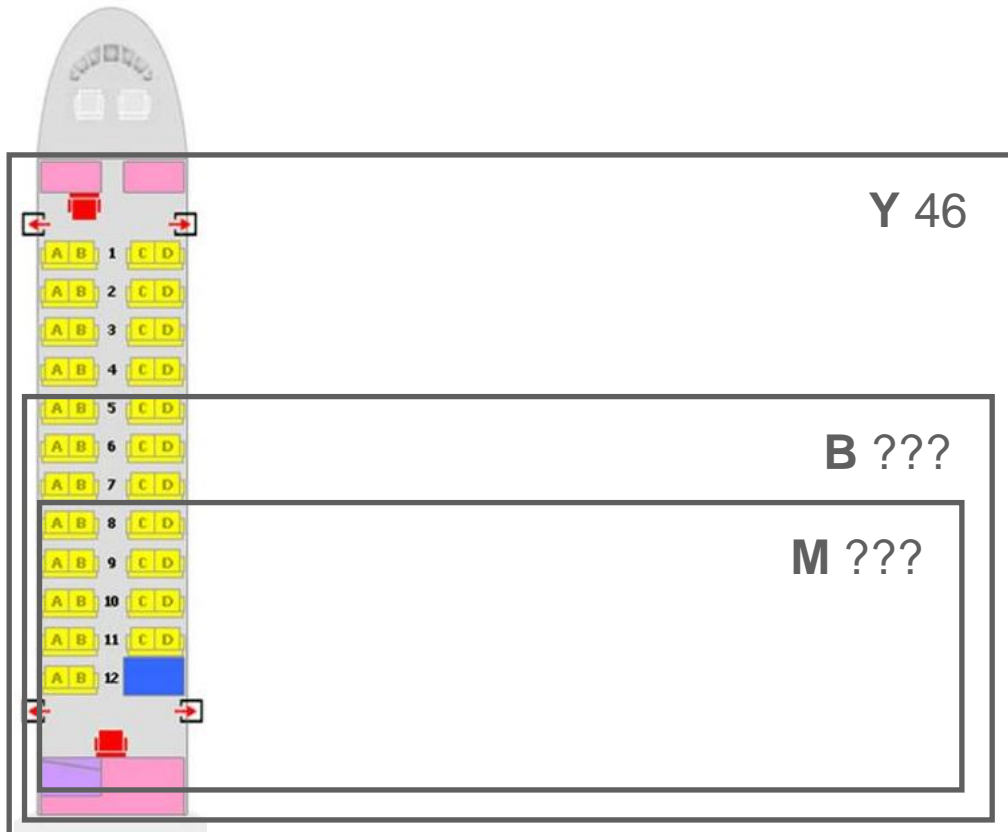 Y 46
A B 1 C D
A B 2 C D
A B 3 C D
A B 4 C D
A B 5 C D
A B 6 C D
B ???
A B 7 C D
A B 8 C D
A B 9 C D
M ???
A B 10 C D
A B 11 C D
A B 12